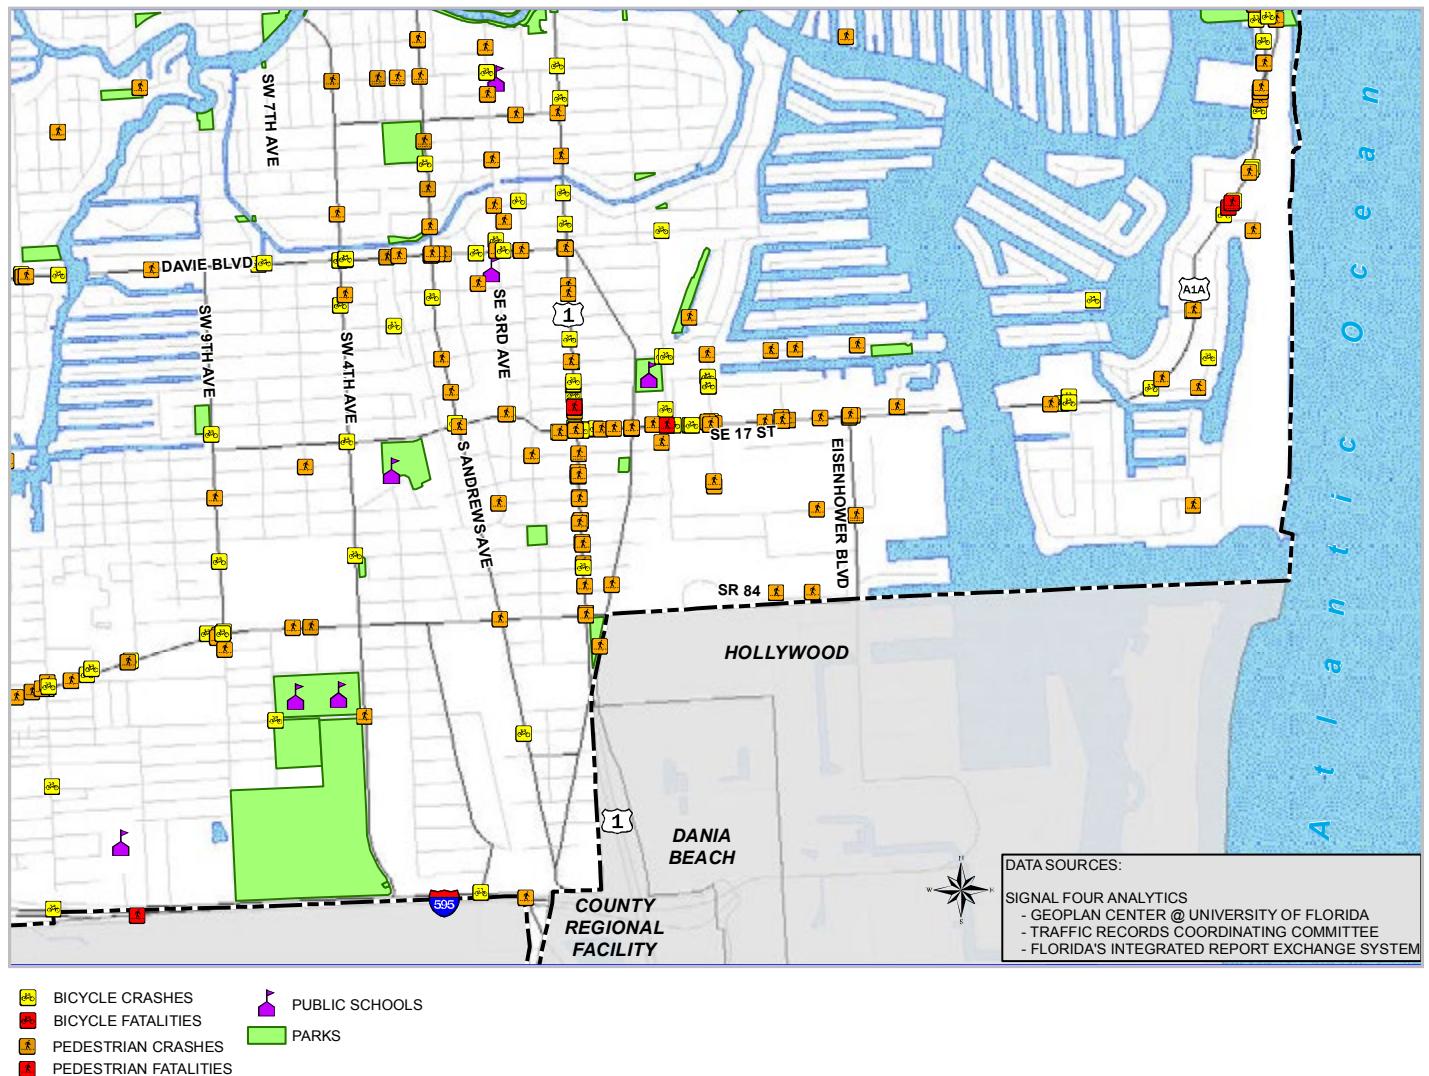 SW 7TH AVE
DAVIE BLVD
SW 9TH AVE
SW 4TH AVE
SE 3RD AVE
1
A1A
SE 17 ST
S ANDREWS AVE
EISENHOWER BLVD
SR 84
HOLLYWOOD
1
DANIA
BEACH
595
COUNTY
REGIONAL
FACILITY
Atlantic Ocean
N
W
E
S
DATA SOURCES:
SIGNAL FOUR ANALYTICS
- GEOPLAN CENTER @ UNIVERSITY OF FLORIDA
- TRAFFIC RECORDS COORDINATING COMMITTEE
- FLORIDA'S INTEGRATED REPORT EXCHANGE SYSTEM
BICYCLE CRASHES
BICYCLE FATALITIES
PEDESTRIAN CRASHES
PEDESTRIAN FATALITIES
PUBLIC SCHOOLS
PARKS